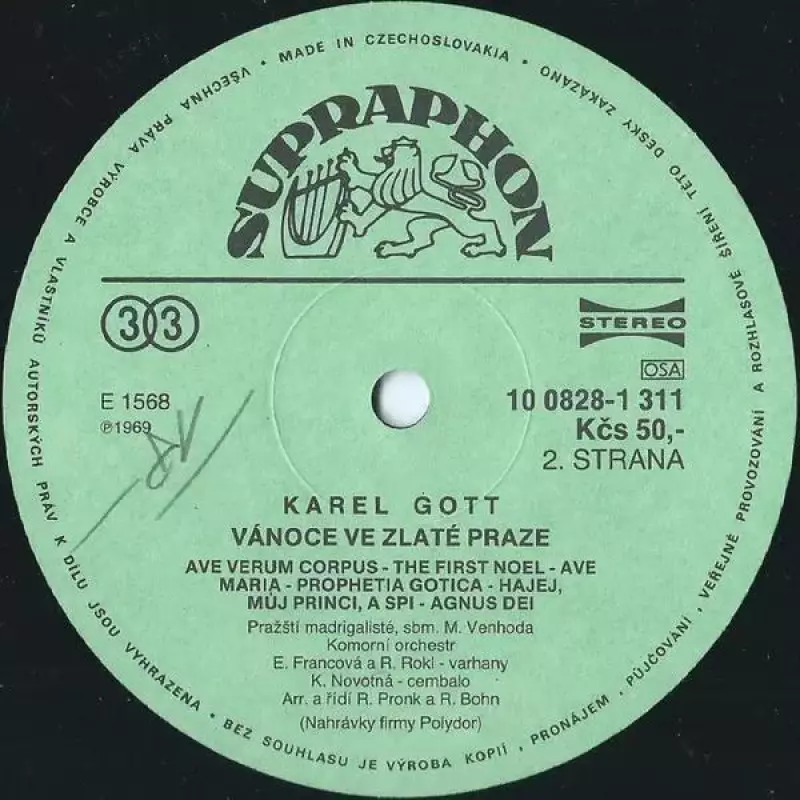 MADE IN CZECHOSLOVAKIA • VŠECHNA PRÁVA VÝROBCE A VLASTNÍKŮ AUTORSKÝCH PRÁV K DÍLU JSOU VYHRAZENA • BEZ SOUHLASU JE VÝROBA KOPIÍ, PRONÁJEM, PŮJČOVÁNÍ, VEŘEJNÉ PROVOZOVÁNÍ A ROZHLASOVÉ ŠÍŘENÍ TÉTO DESKY ZAKÁZÁNO •
SUPRAPHON
33
STEREO
OSA
E 1568
10 0828-1 311
℗1969
Kčs 50,-
2. STRANA
KAREL GOTT
VÁNOCE VE ZLATÉ PRAZE
AVE VERUM CORPUS - THE FIRST NOEL - AVE
MARIA - PROPHETIA GOTICA - HAJEJ,
MŮJ PRINCI, A SPI - AGNUS DEI
Pražští madrigalisté, sbm. M. Venhoda
Komorní orchestr
E. Francová a R. Rokl - varhany
K. Novotná - cembalo
Arr. a řídí R. Pronk a R. Bohn
(Nahrávky firmy Polydor)